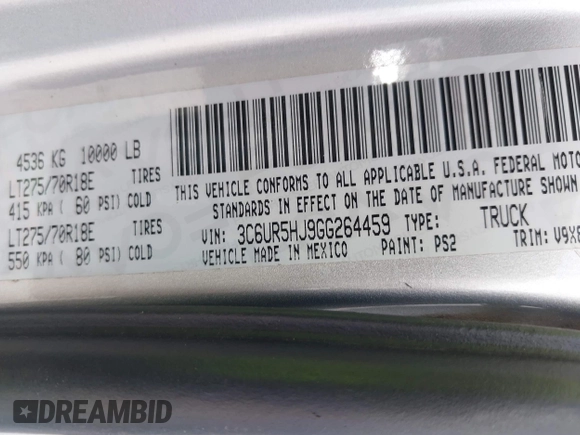 4536 KG 10000 LB
LT275/70R18E TIRES
415 KPA ( 60 PSI) COLD
LT275/70R18E TIRES
550 KPA ( 80 PSI) COLD
THIS VEHICLE CONFORMS TO ALL APPLICABLE U.S.A. FEDERAL MOTO
STANDARDS IN EFFECT ON THE DATE OF MANUFACTURE SHOWN
VIN: 3C6UR5HJ9GG264459 TYPE: TRUCK
VEHICLE MADE IN MEXICO PAINT: PS2 TRIM: V9X8
DREAMBID